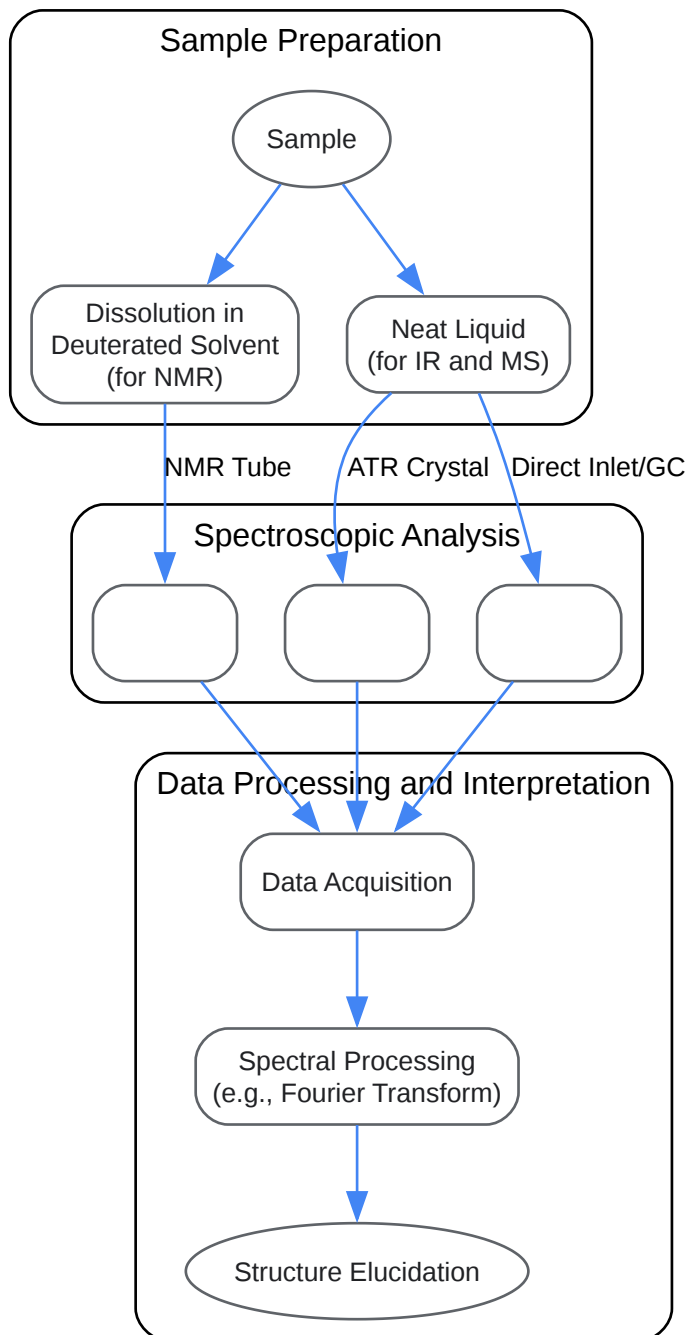 Sample Preparation
Sample
Dissolution in
Deuterated Solvent
(for NMR)
Neat Liquid
(for IR and MS)
NMR Tube
ATR Crystal
Direct Inlet/GC
Spectroscopic Analysis
Data Processing and Interpretation
Data Acquisition
Spectral Processing
(e.g., Fourier Transform)
Structure Elucidation